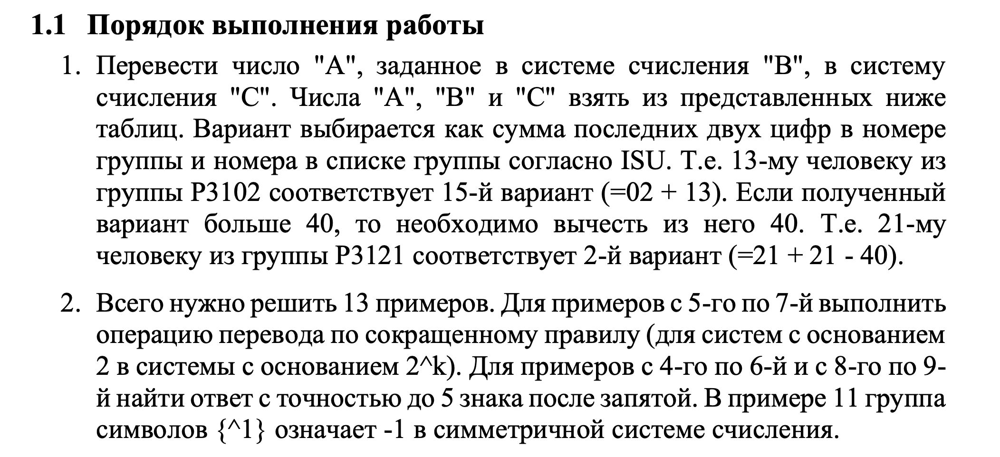 1.1 Порядок выполнения работы
1. Перевести число "А", заданное в системе счисления "В", в систему
счисления "С". Числа "А", "В" и "С" взять из представленных ниже
таблиц. Вариант выбирается как сумма последних двух цифр в номере
группы и номера в списке группы согласно ISU. Т.е. 13-му человеку из
группы P3102 соответствует 15-й вариант (=02 + 13). Если полученный
вариант больше 40, то необходимо вычесть из него 40. Т.е. 21-му
человеку из группы P3121 соответствует 2-й вариант (=21 + 21 - 40).
2. Всего нужно решить 13 примеров. Для примеров с 5-го по 7-й выполнить
операцию перевода по сокращенному правилу (для систем с основанием
2 в системы с основанием 2^k). Для примеров с 4-го по 6-й и с 8-го по 9-
й найти ответ с точностью до 5 знака после запятой. В примере 11 группа
символов {^1} означает -1 в симметричной системе счисления.